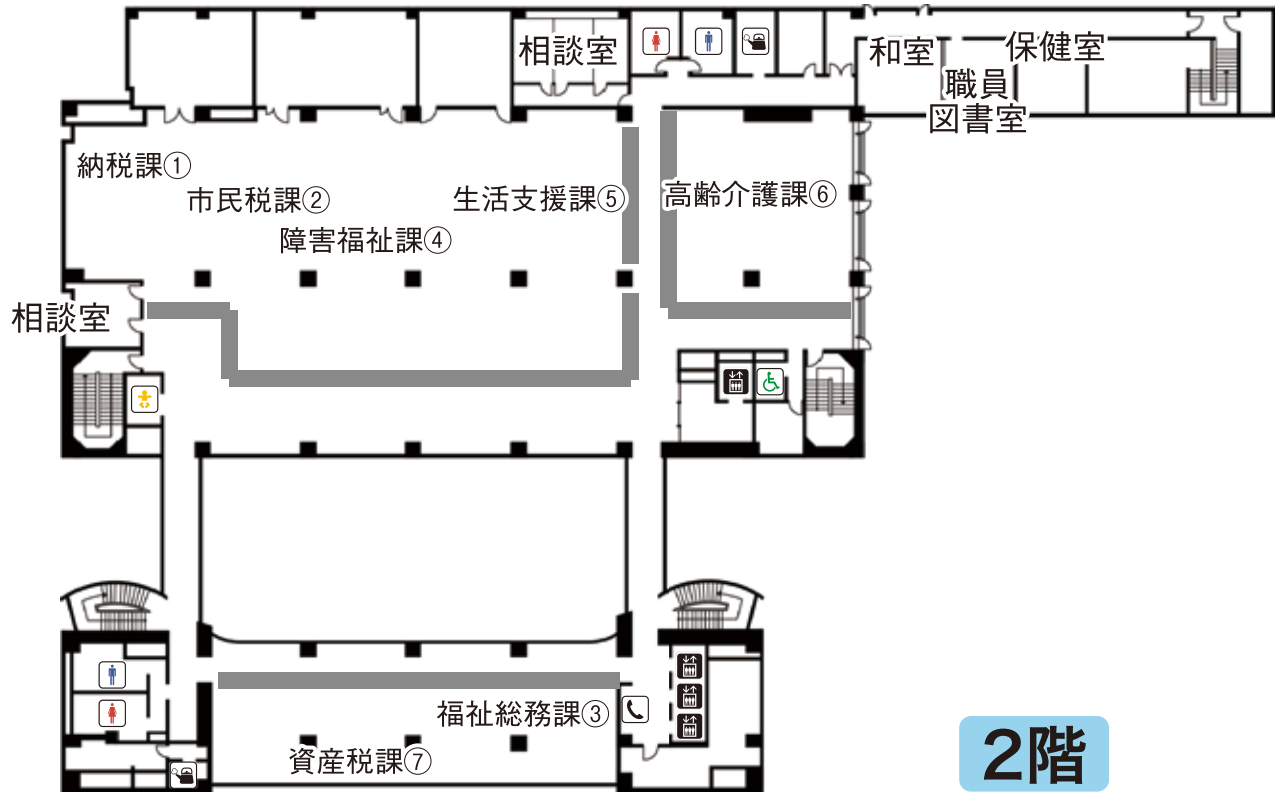 相談室
和室
保健室
職員
図書室
納税課①
市民税課②
生活支援課⑤
高齢介護課⑥
障害福祉課④
相談室
福祉総務課③
資産税課⑦
2階